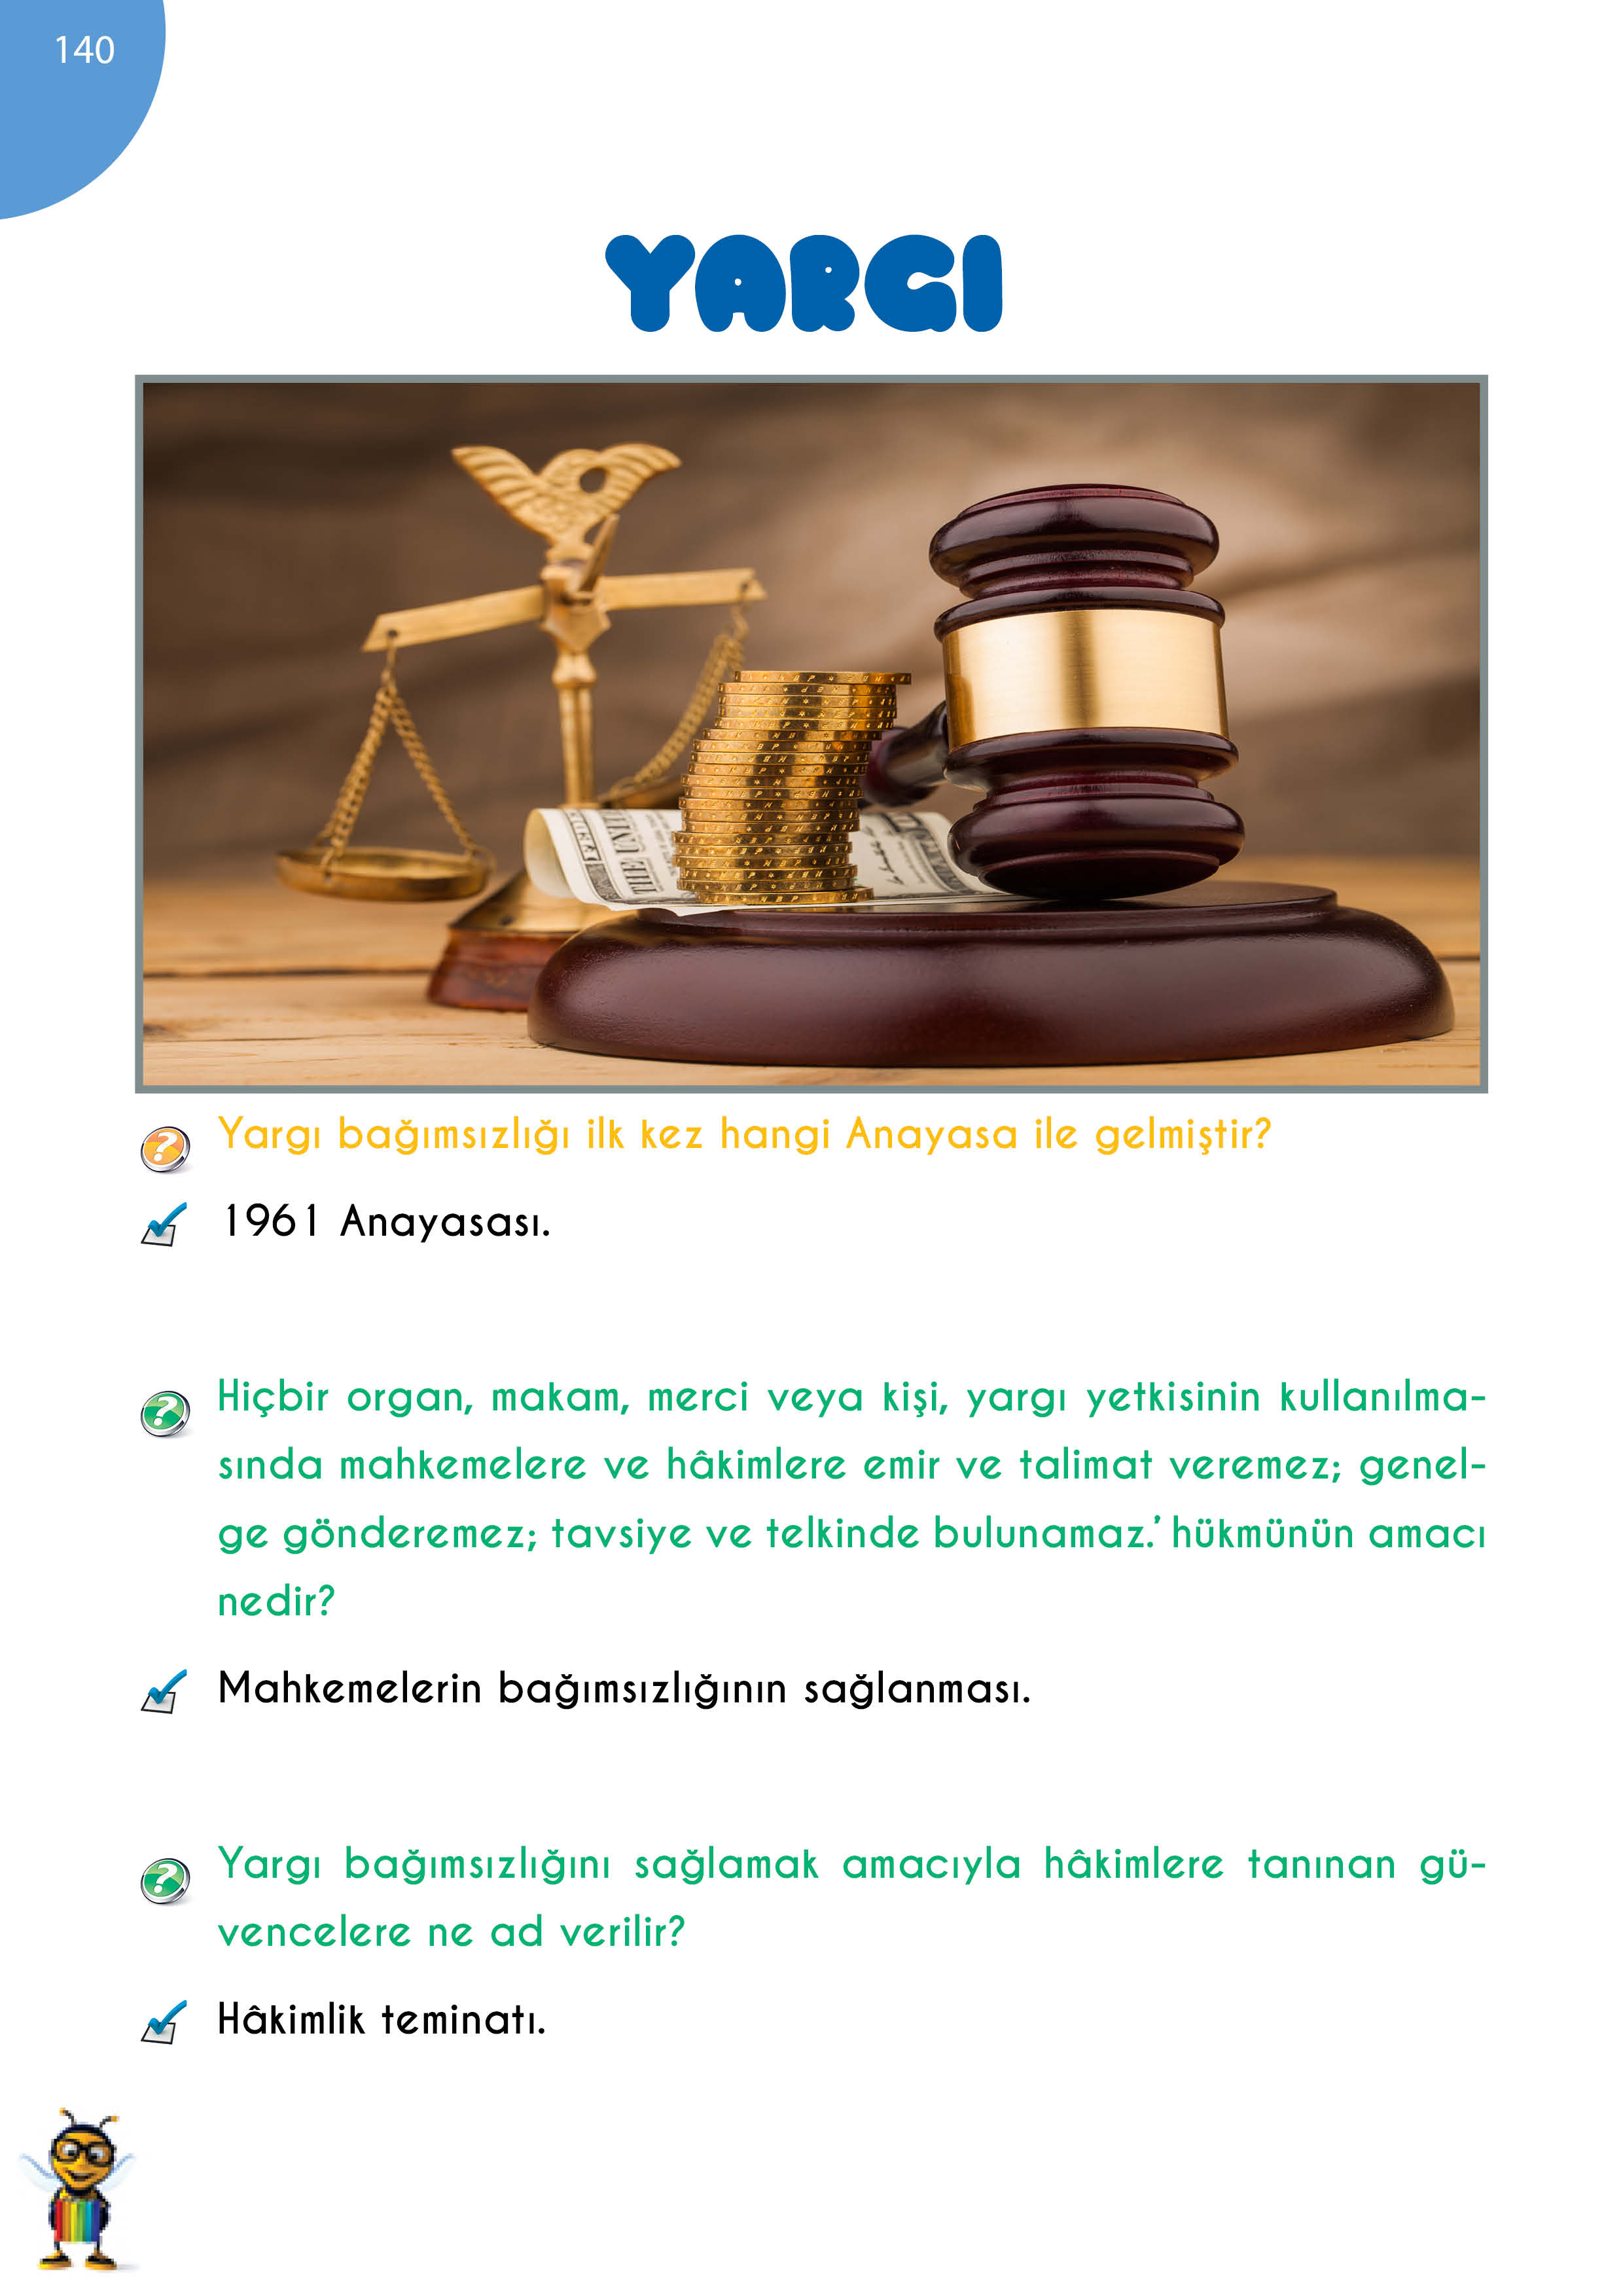 140
YARGI
Yargı bağımsızlığı ilk kez hangi Anayasa ile gelmiştir?
1961 Anayasası.
Hiçbir organ, makam, merci veya kişi, yargı yetkisinin kullanılma-
sında mahkemelere ve hâkimlere emir ve talimat veremez; genel-
ge gönderemez; tavsiye ve telkinde bulunamaz.’ hükmünün amacı
nedir?
Mahkemelerin bağımsızlığının sağlanması.
Yargı bağımsızlığını sağlamak amacıyla hâkimlere tanınan gü-
vencelere ne ad verilir?
Hâkimlik teminatı.